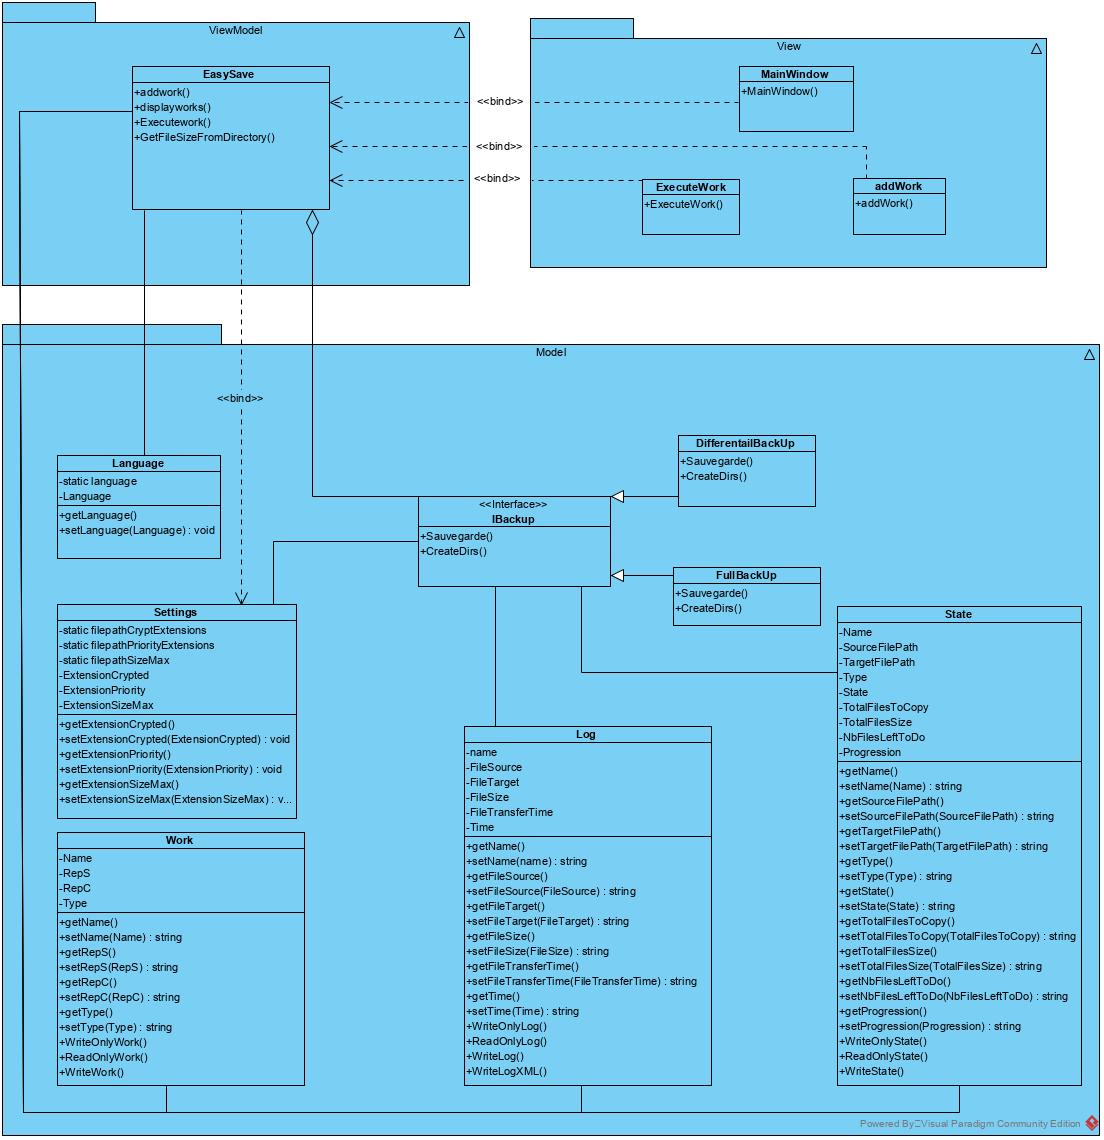 ViewModel
EasySave
+addwork()
+displayworks()
+Executework()
+GetFileSizeFromDirectory()
View
MainWindow
+MainWindow()
<<bind>>
<<bind>>
<<bind>>
ExecuteWork
+ExecuteWork()
addWork
+addWork()
Model
<<bind>>
Language
-static language
-Language
+getLanguage()
+setLanguage(Language) : void
DifferentailBackUp
+Sauvegarde()
+CreateDirs()
<<Interface>>
IBackup
+Sauvegarde()
+CreateDirs()
FullBackUp
+Sauvegarde()
+CreateDirs()
Settings
-static filepathCryptExtensions
-static filepathPriorityExtensions
-static filepathSizeMax
-ExtensionCrypted
-ExtensionPriority
-ExtensionSizeMax
+getExtensionCrypted()
+setExtensionCrypted(ExtensionCrypted) : void
+getExtensionPriority()
+setExtensionPriority(ExtensionPriority) : void
+getExtensionSizeMax()
+setExtensionSizeMax(ExtensionSizeMax) : v...
Work
-Name
-RepS
-RepC
-Type
+getName()
+setName(Name) : string
+getRepS()
+setRepS(RepS) : string
+getRepC()
+setRepC(RepC) : string
+getType()
+setType(Type) : string
+WriteOnlyWork()
+ReadOnlyWork()
+WriteWork()
Log
-name
-FileSource
-FileTarget
-FileSize
-FileTransferTime
-Time
+getName()
+setName(name) : string
+getFileSource()
+setFileSource(FileSource) : string
+getFileTarget()
+setFileTarget(FileTarget) : string
+getFileSize()
+setFileSize(FileSize) : string
+getFileTransferTime()
+setFileTransferTime(FileTransferTime) : string
+getTime()
+setTime(Time) : string
+WriteOnlyLog()
+ReadOnlyLog()
+WriteLog()
+WriteLogXML()
State
-Name
-SourceFilePath
-TargetFilePath
-Type
-State
-TotalFilesToCopy
-TotalFilesSize
-NbFilesLeftToDo
-Progression
+getName()
+setName(Name) : string
+getSourceFilePath()
+setSourceFilePath(SourceFilePath) : string
+getTargetFilePath()
+setTargetFilePath(TargetFilePath) : string
+getType()
+setType(Type) : string
+getState()
+setState(State) : string
+getTotalFilesToCopy()
+setTotalFilesToCopy(TotalFilesToCopy) : string
+getTotalFilesSize()
+setTotalFilesSize(TotalFilesSize) : string
+getNbFilesLeftToDo()
+setNbFilesLeftToDo(NbFilesLeftToDo) : string
+getProgression()
+setProgression(Progression) : string
+WriteOnlyState()
+ReadOnlyState()
+WriteState()
Powered By Visual Paradigm Community Edition